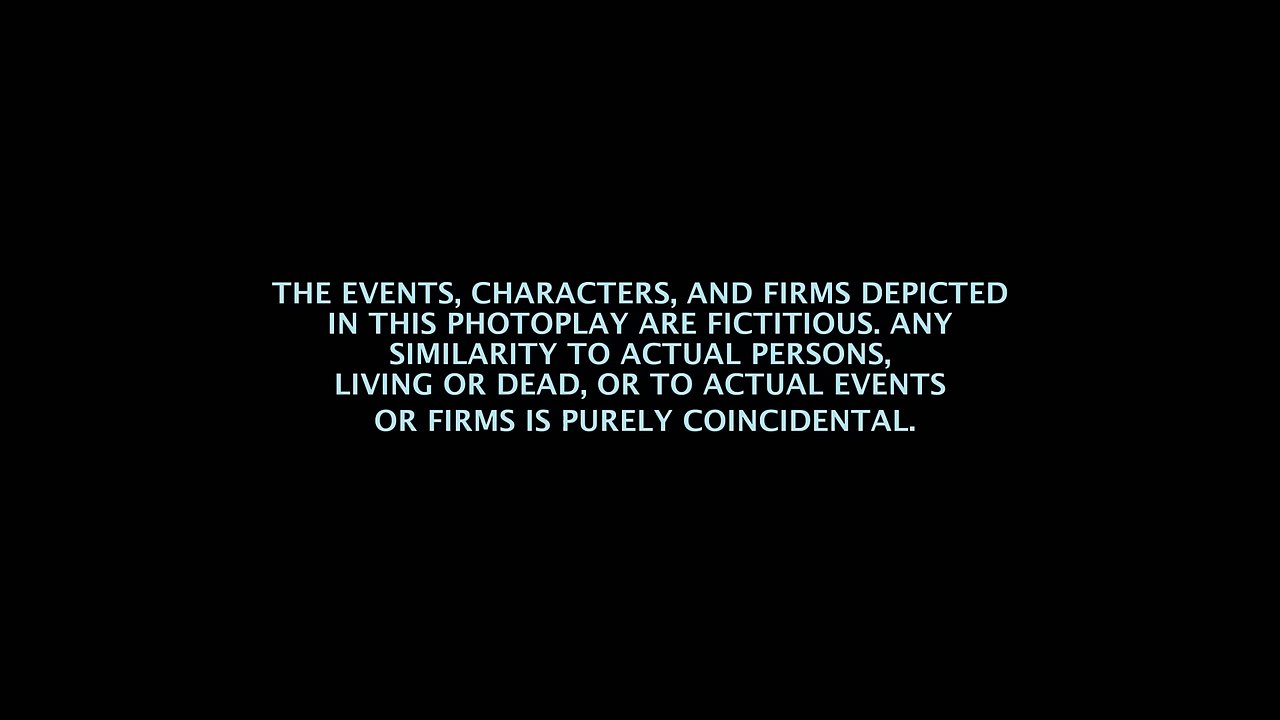 THE EVENTS, CHARACTERS, AND FIRMS DEPICTED
IN THIS PHOTOPLAY ARE FICTITIOUS. ANY
SIMILARITY TO ACTUAL PERSONS,
LIVING OR DEAD, OR TO ACTUAL EVENTS
OR FIRMS IS PURELY COINCIDENTAL.